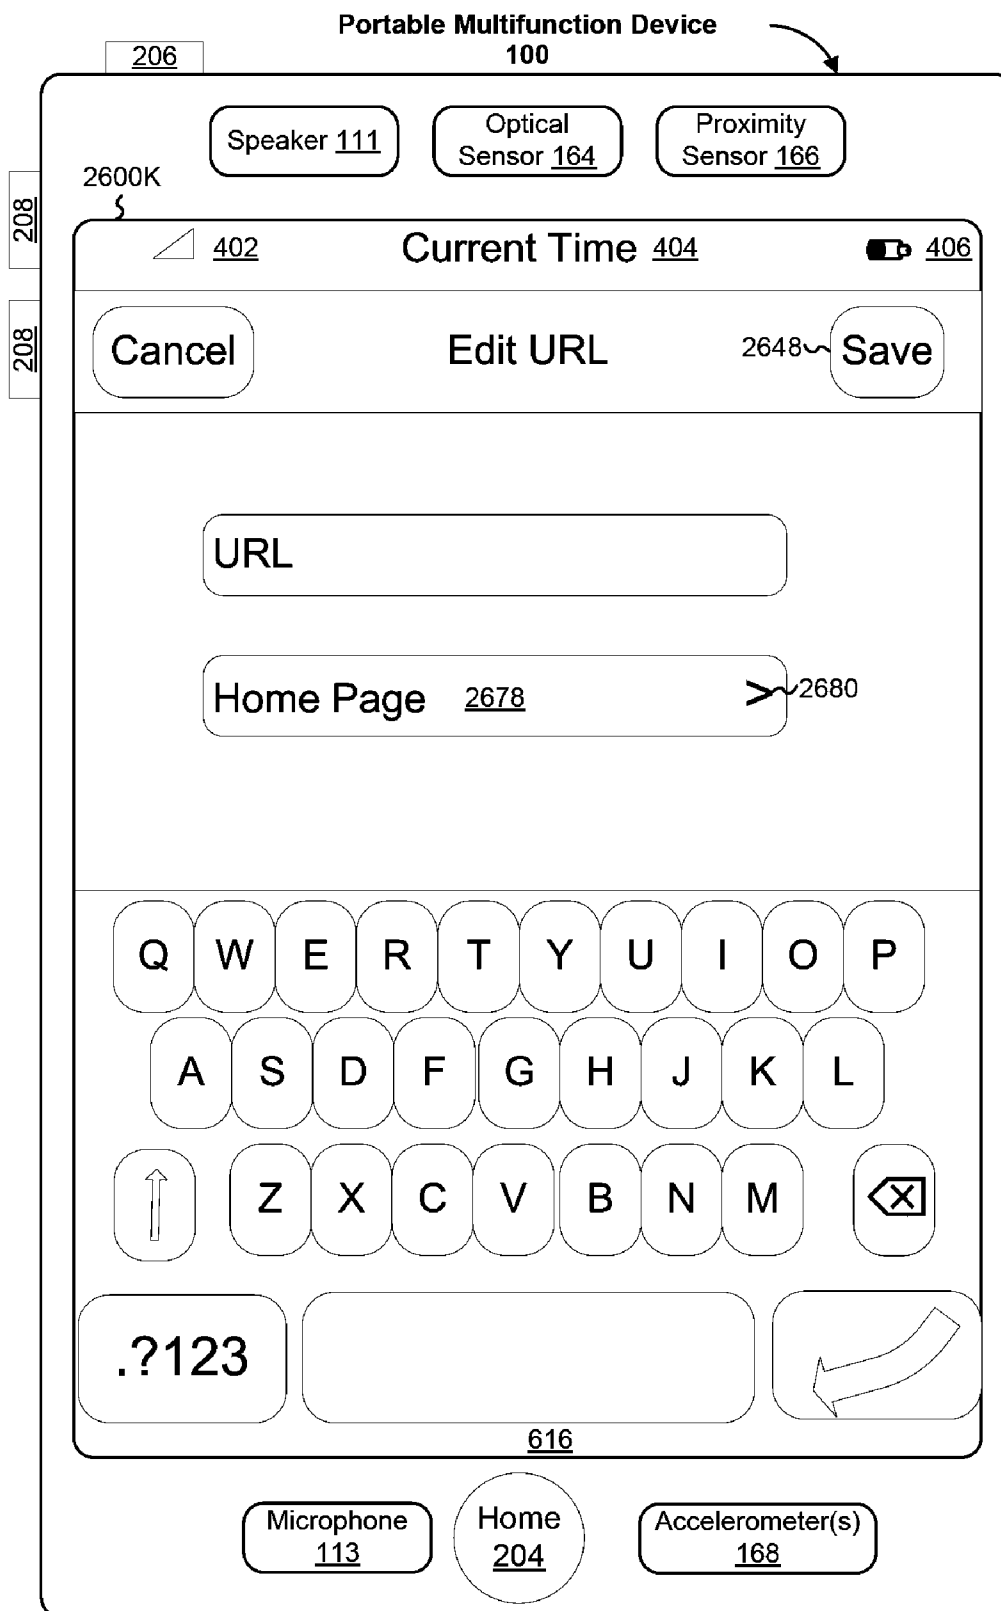 Portable Multifunction Device
100
206
Speaker 111
Optical
Sensor 164
Proximity
Sensor 166
2600K
208
402
Current Time 404
406
208
Cancel
Edit URL
2648
Save
URL
Home Page 2678
> 2680
Q W E R T Y U I O P
A S D F G H J K L
Z X C V B N M
.?123
616
Microphone
113
Home
204
Accelerometer(s)
168